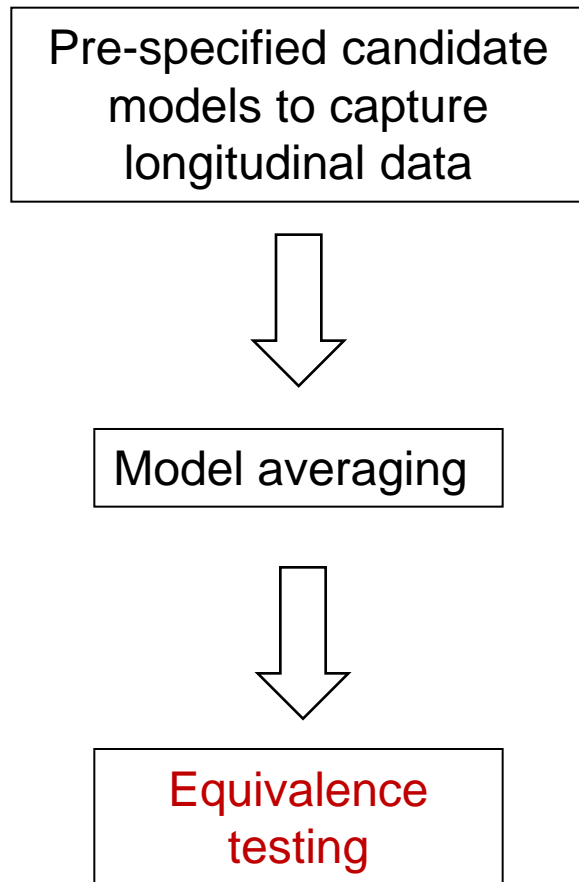 Pre-specified candidate
models to capture
longitudinal data
Model averaging
Equivalence
testing